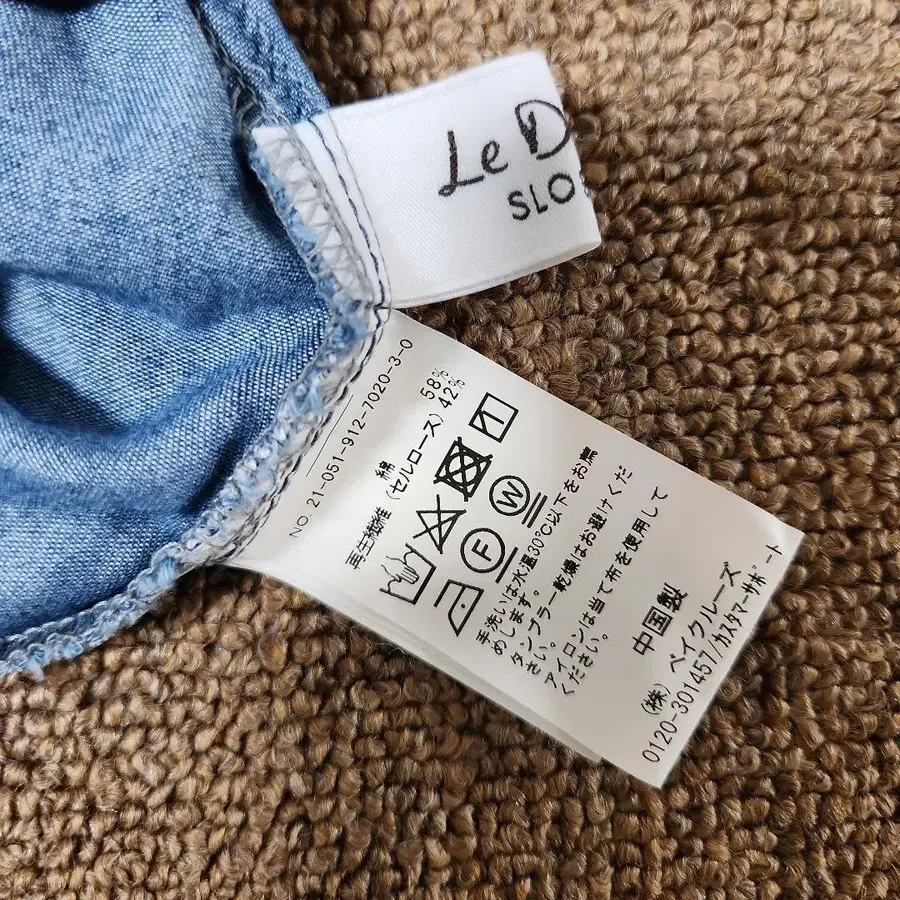 Le D
SLO
NO. 21-051-912-7020-3-0
綿 58%
再生繊維 (セルロース) 42%
F W
手洗いは水温30℃以下をお薦
めします。
タンブラー乾燥はお避けくだ
さい。
アイロンは当て布を使用して
ください。
中国製
(株) ベイクルーズ
0120-301457/カスタマーサポート